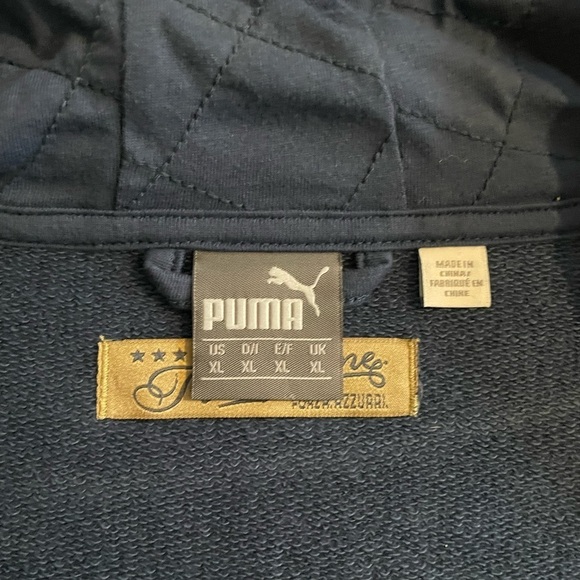 PUMA
US D/I E/F UK
XL XL XL XL
MADE IN
CHINA/
FABRIQUÉ EN
CHINE
FORZA AZZURRI